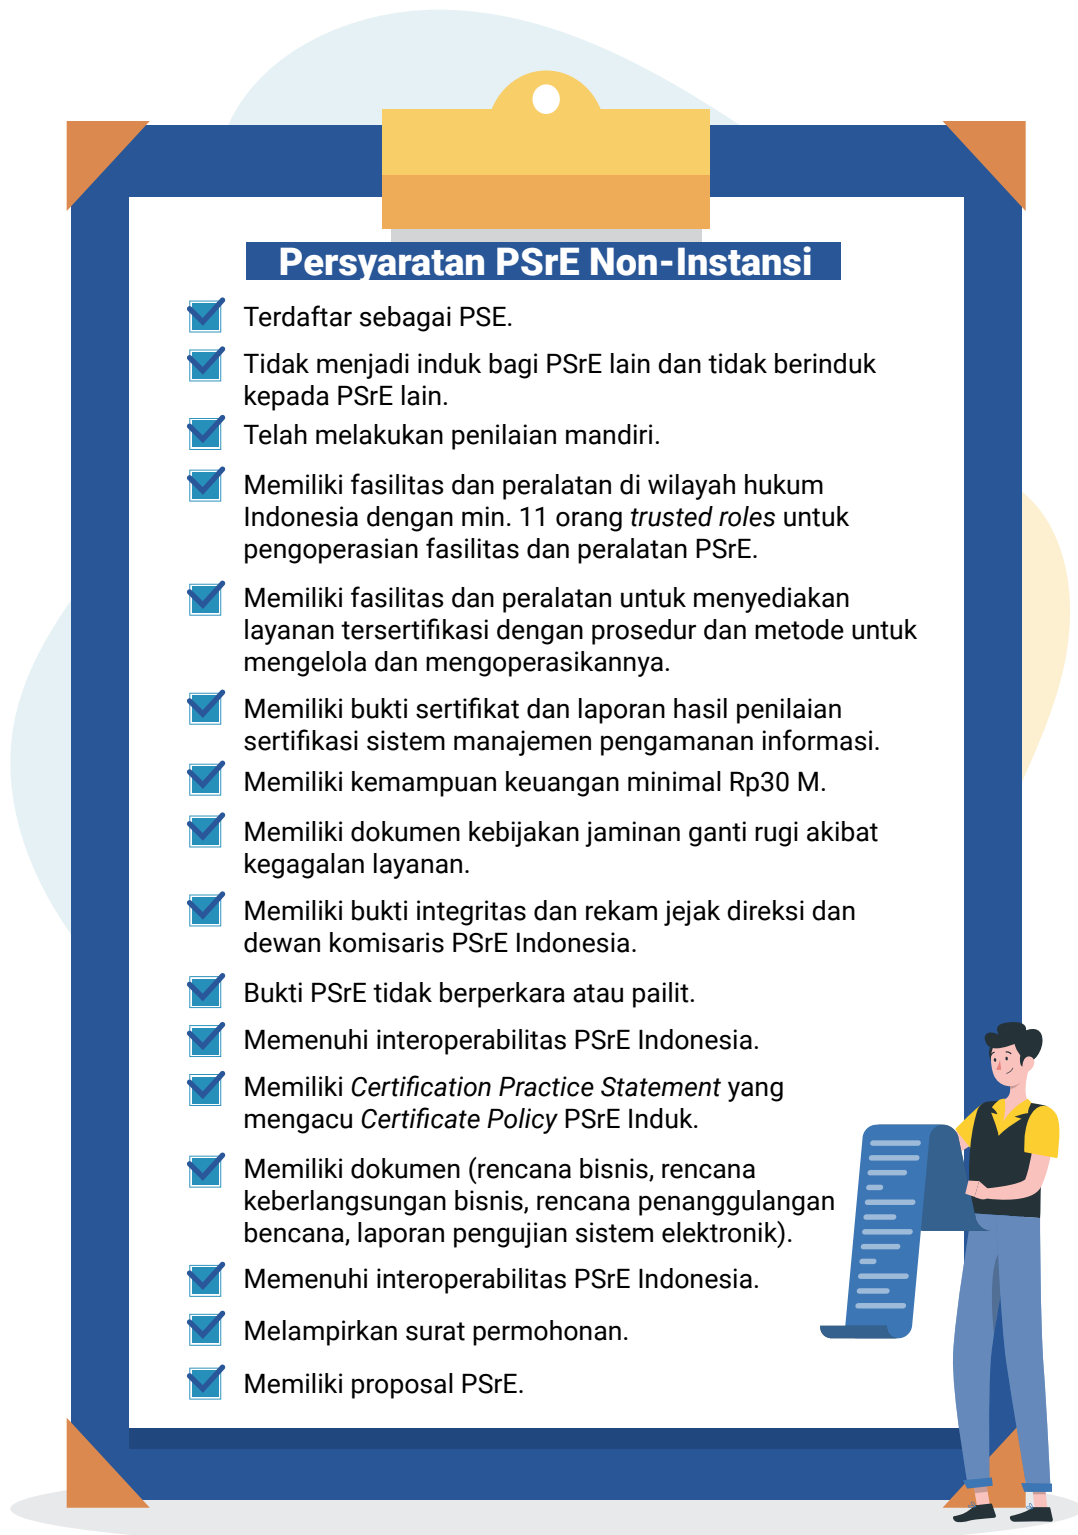 Persyaratan PSrE Non-Instansi
Terdaftar sebagai PSE.
Tidak menjadi induk bagi PSrE lain dan tidak berinduk
kepada PSrE lain.
Telah melakukan penilaian mandiri.
Memiliki fasilitas dan peralatan di wilayah hukum
Indonesia dengan min. 11 orang trusted roles untuk
pengoperasian fasilitas dan peralatan PSrE.
Memiliki fasilitas dan peralatan untuk menyediakan
layanan tersertifikasi dengan prosedur dan metode untuk
mengelola dan mengoperasikannya.
Memiliki bukti sertifikat dan laporan hasil penilaian
sertifikasi sistem manajemen pengamanan informasi.
Memiliki kemampuan keuangan minimal Rp30 M.
Memiliki dokumen kebijakan jaminan ganti rugi akibat
kegagalan layanan.
Memiliki bukti integritas dan rekam jejak direksi dan
dewan komisaris PSrE Indonesia.
Bukti PSrE tidak berperkara atau pailit.
Memenuhi interoperabilitas PSrE Indonesia.
Memiliki Certification Practice Statement yang
mengacu Certificate Policy PSrE Induk.
Memiliki dokumen (rencana bisnis, rencana
keberlangsungan bisnis, rencana penanggulangan
bencana, laporan pengujian sistem elektronik).
Memenuhi interoperabilitas PSrE Indonesia.
Melampirkan surat permohonan.
Memiliki proposal PSrE.